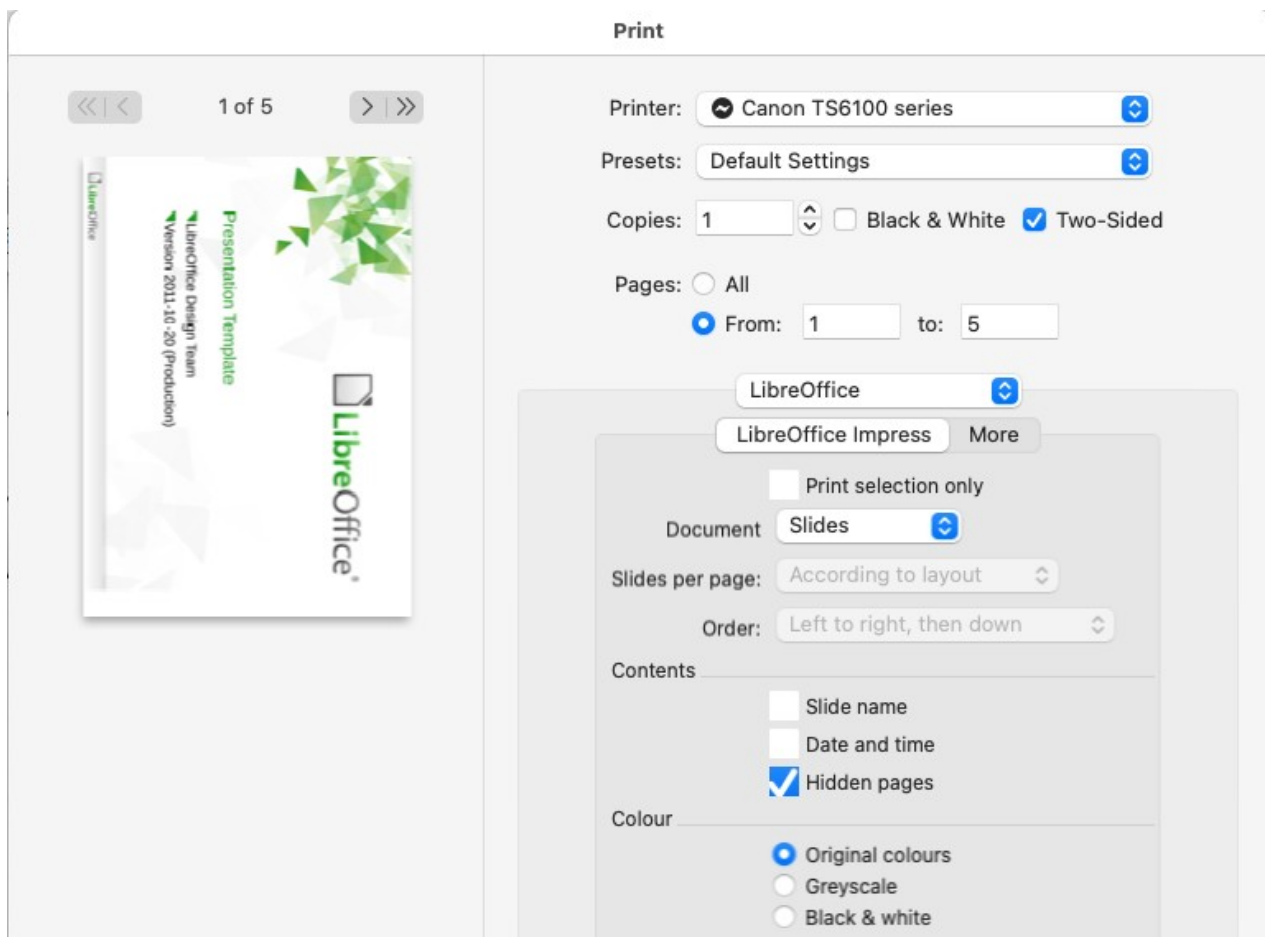 Print
1 of 5
LibreOffice
Presentation Template
LibreOffice Design Team
Version 2011-10-20 (Production)
LibreOffice®
Printer: Canon TS6100 series
Presets: Default Settings
Copies: 1 Black & White Two-Sided
Pages: All
From: 1 to: 5
LibreOffice
LibreOffice Impress More
Print selection only
Document Slides
Slides per page: According to layout
Order: Left to right, then down
Contents
Slide name
Date and time
Hidden pages
Colour
Original colours
Greyscale
Black & white